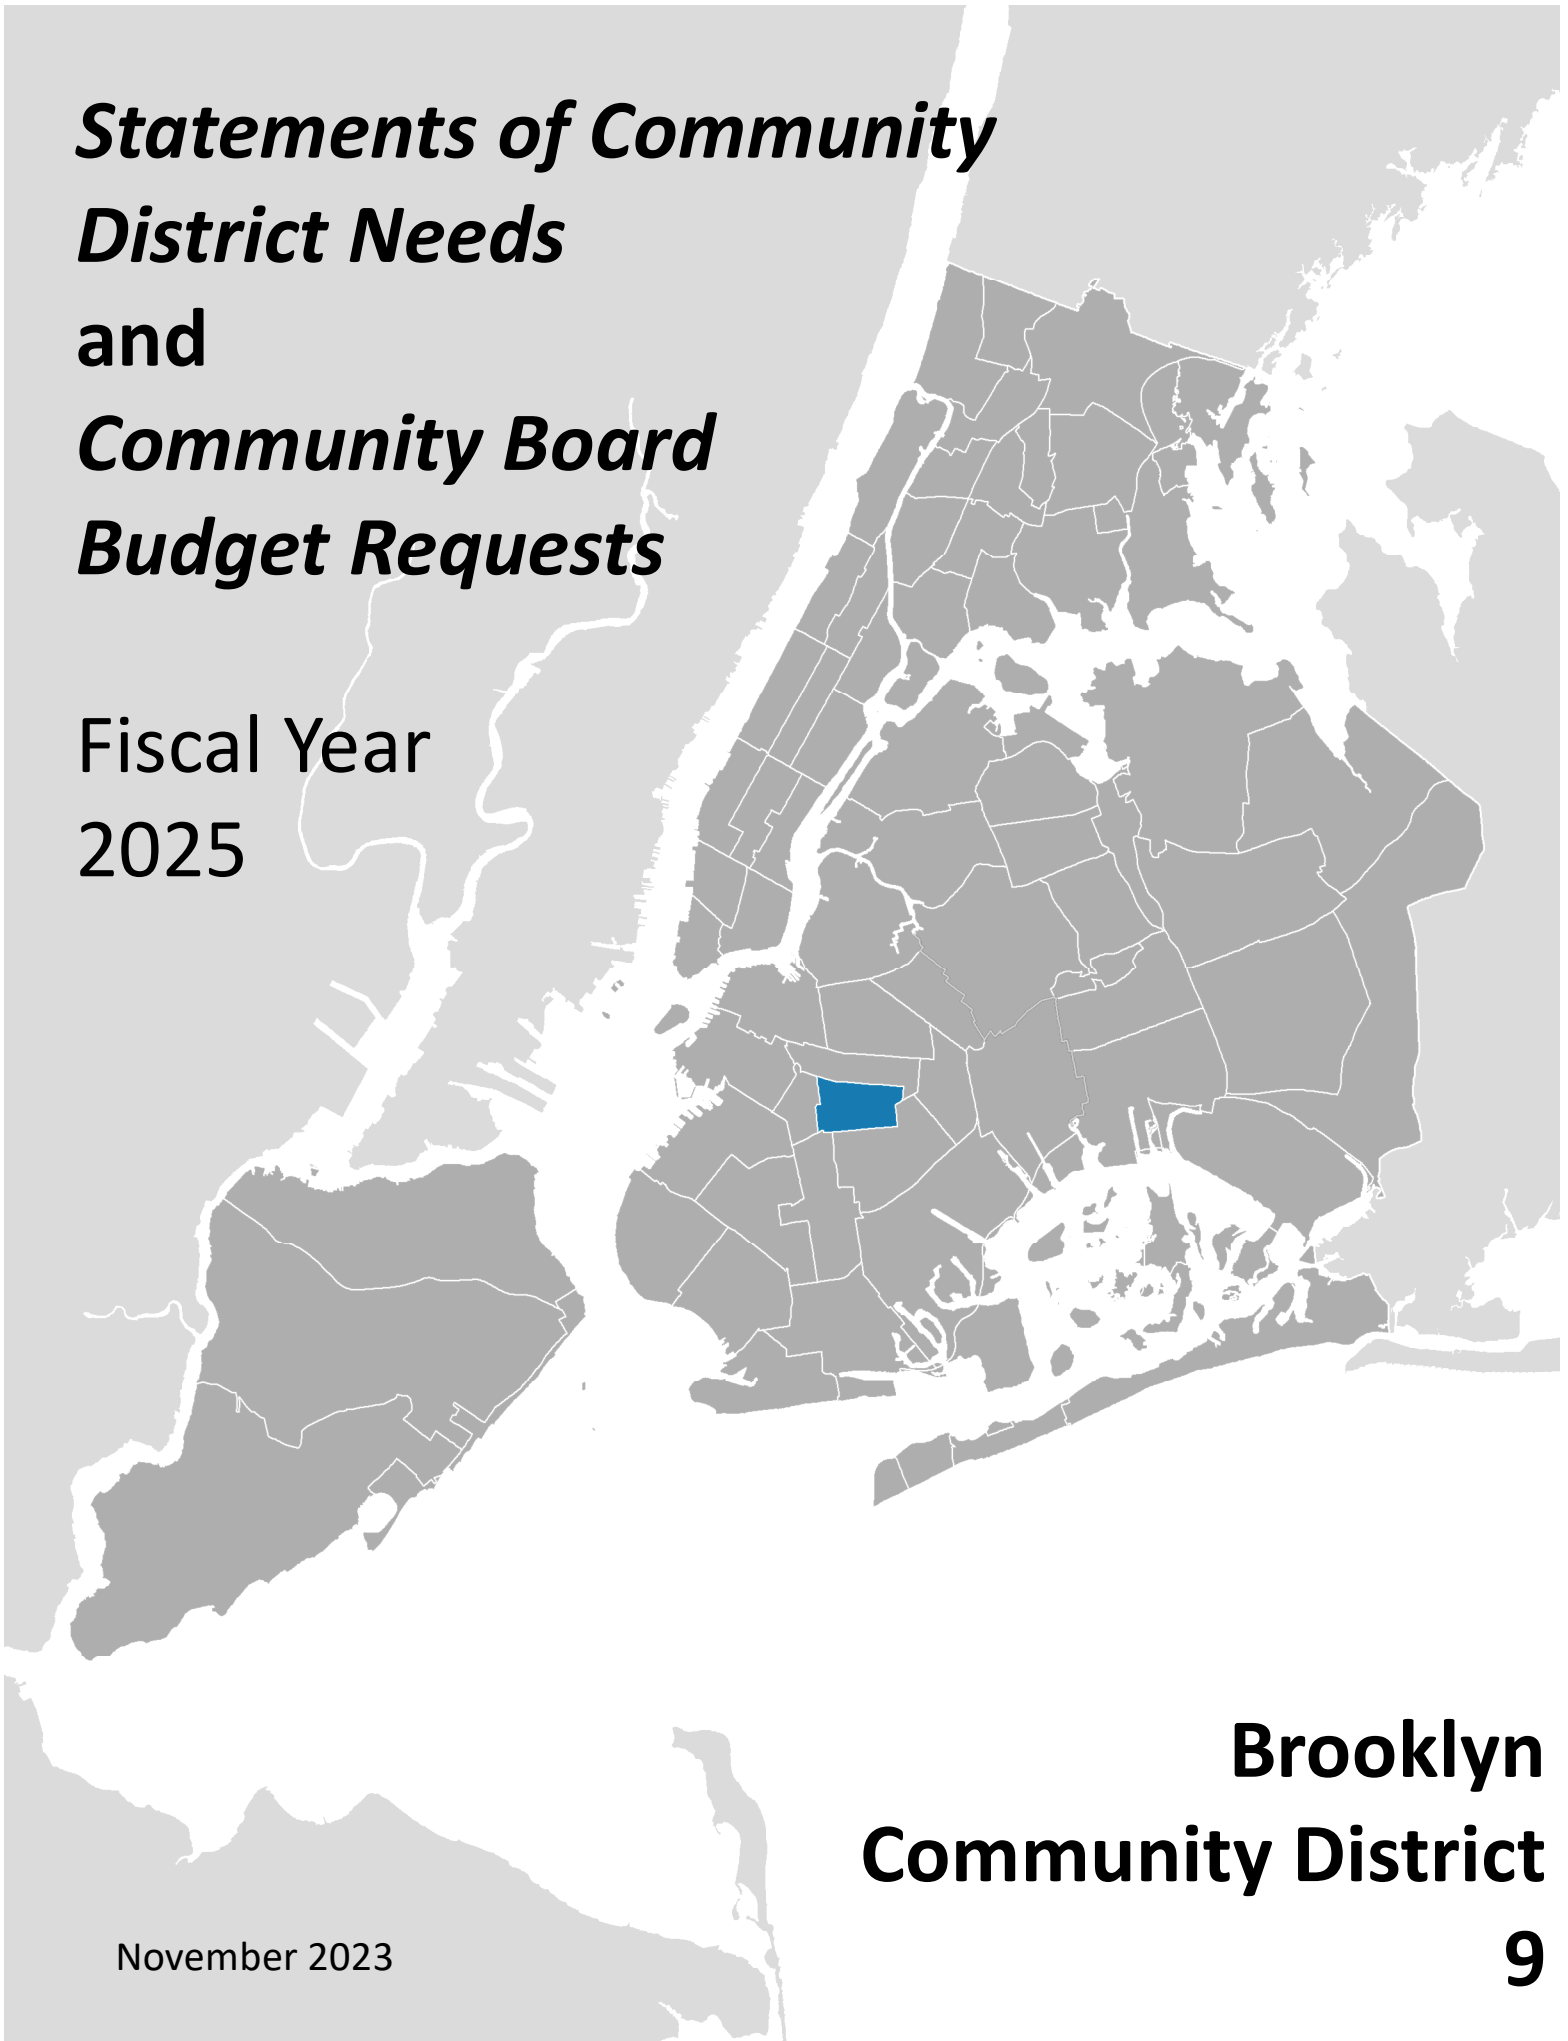 Statements of Community
District Needs
and
Community Board
Budget Requests
Fiscal Year
2025
Brooklyn
Community District
9
November 2023